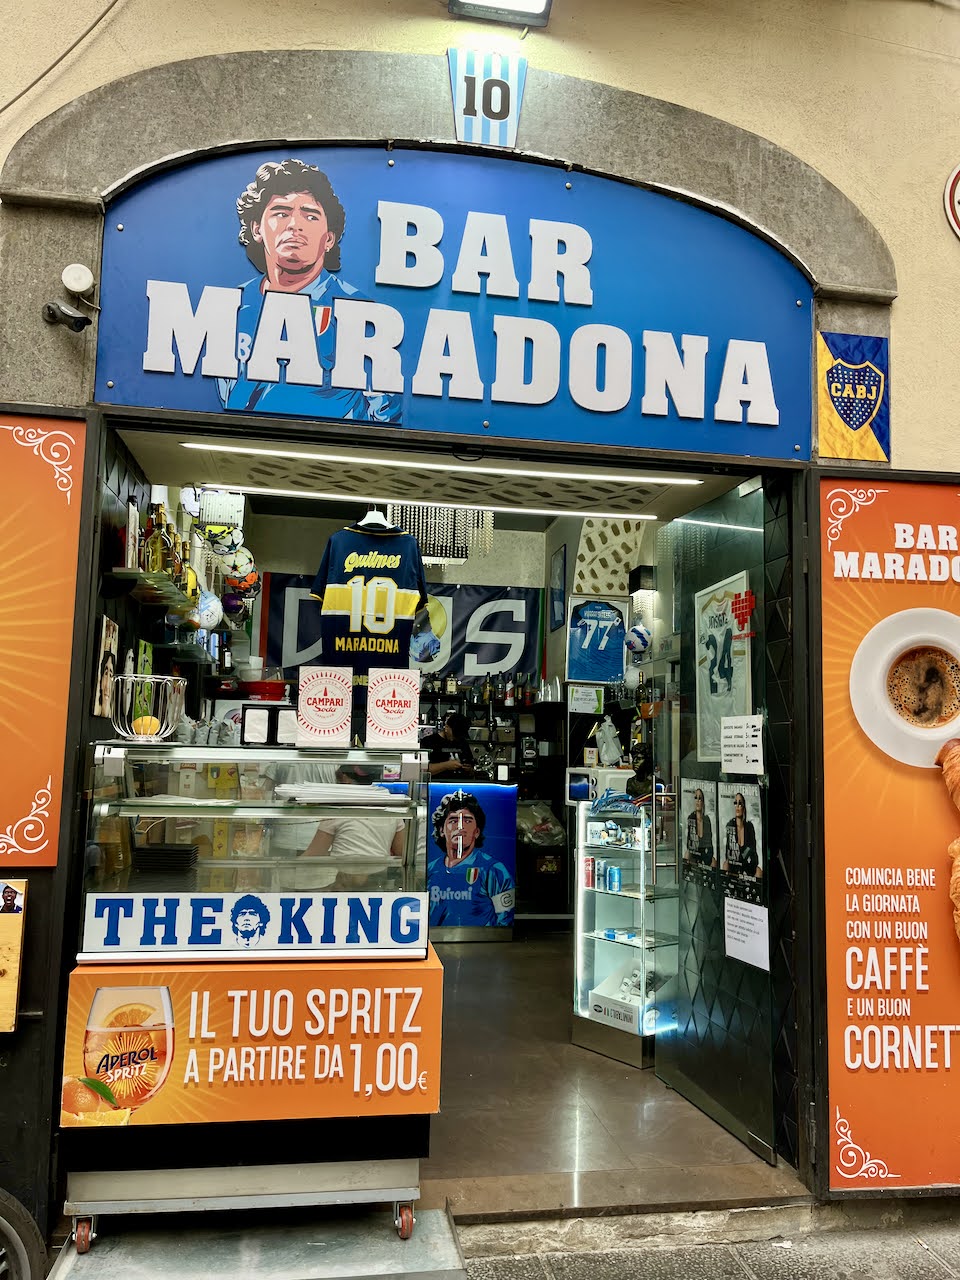 10
BAR
MARADONA
CABJ
Quilmes
10
MARADONA
D10S
77
24
CAMPARI
Soda
CAMPARI
Soda
Buitoni
THE KING
APEROL
SPRITZ
IL TUO SPRITZ
A PARTIRE DA 1,00€
BAR
MARADO
COMINCIA BENE
LA GIORNATA
CON UN BUON
CAFFÈ
E UN BUON
CORNETT